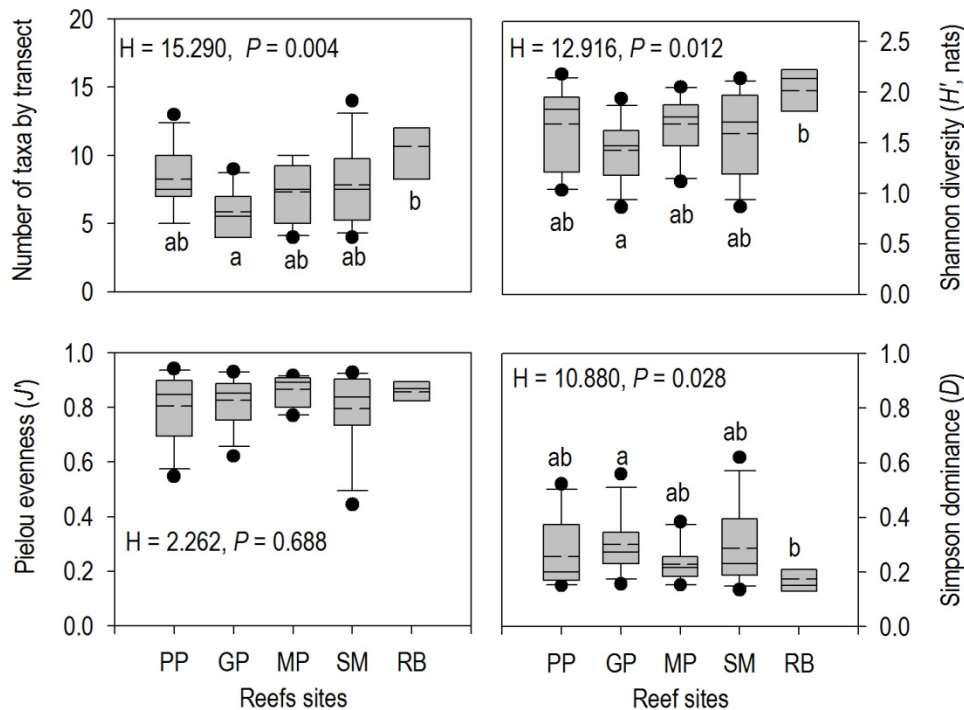 Number of taxa by transect
20
15
10
5
0
H = 15.290, P = 0.004
ab
a
ab
ab
b
H = 12.916, P = 0.012
ab
a
ab
ab
b
2.5
2.0
1.5
1.0
0.5
0.0
Shannon diversity (H', nats)
Pielou evenness (J')
1.0
0.8
0.6
0.4
0.2
0.0
H = 2.262, P = 0.688
PP GP MP SM RB
Reefs sites
H = 10.880, P = 0.028
ab
a
ab
ab
b
1.0
0.8
0.6
0.4
0.2
0.0
Simpson dominance (D)
PP GP MP SM RB
Reef sites